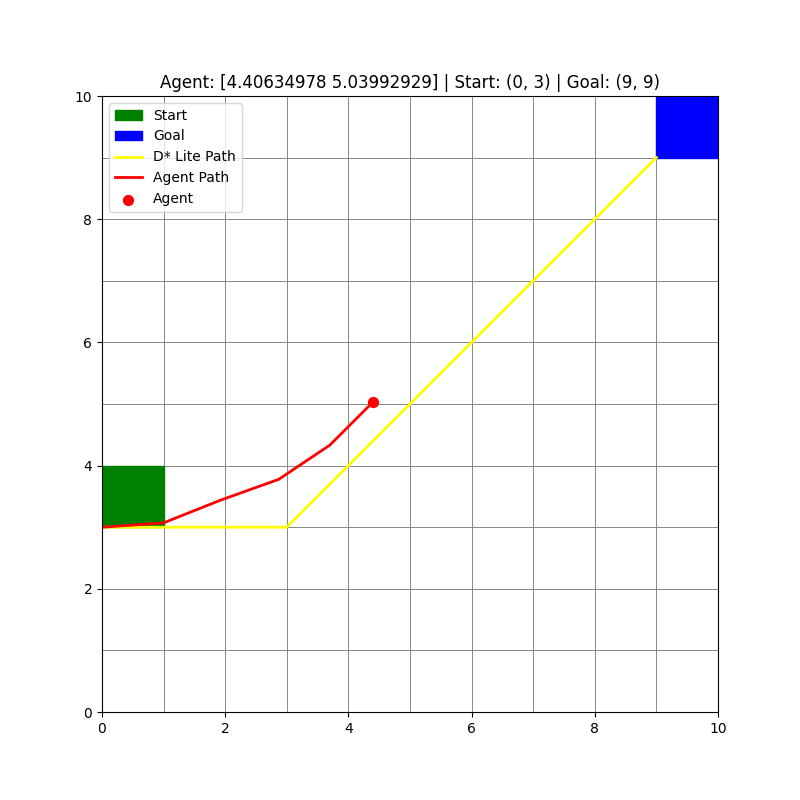 Agent: [4.40634978 5.03992929] | Start: (0, 3) | Goal: (9, 9)
Start
Goal
D* Lite Path
Agent Path
Agent
10
8
6
4
2
0
0 2 4 6 8 10